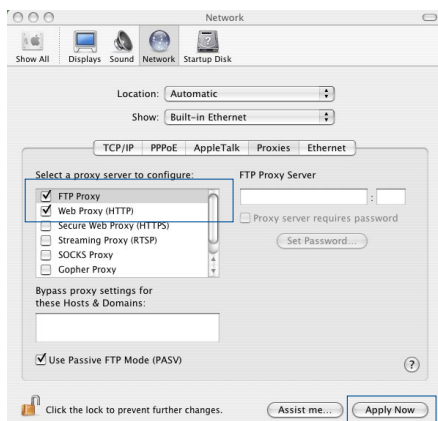 Network
Show All Displays Sound Network Startup Disk
Location: Automatic
Show: Built-in Ethernet
TCP/IP PPPoE AppleTalk Proxies Ethernet
Select a proxy server to configure: FTP Proxy Server
FTP Proxy :
Web Proxy (HTTP)
Secure Web Proxy (HTTPS) Proxy server requires password
Streaming Proxy (RTSP) Set Password...
SOCKS Proxy
Gopher Proxy
Bypass proxy settings for
these Hosts & Domains:
Use Passive FTP Mode (PASV) ?
Click the lock to prevent further changes. Assist me... Apply Now